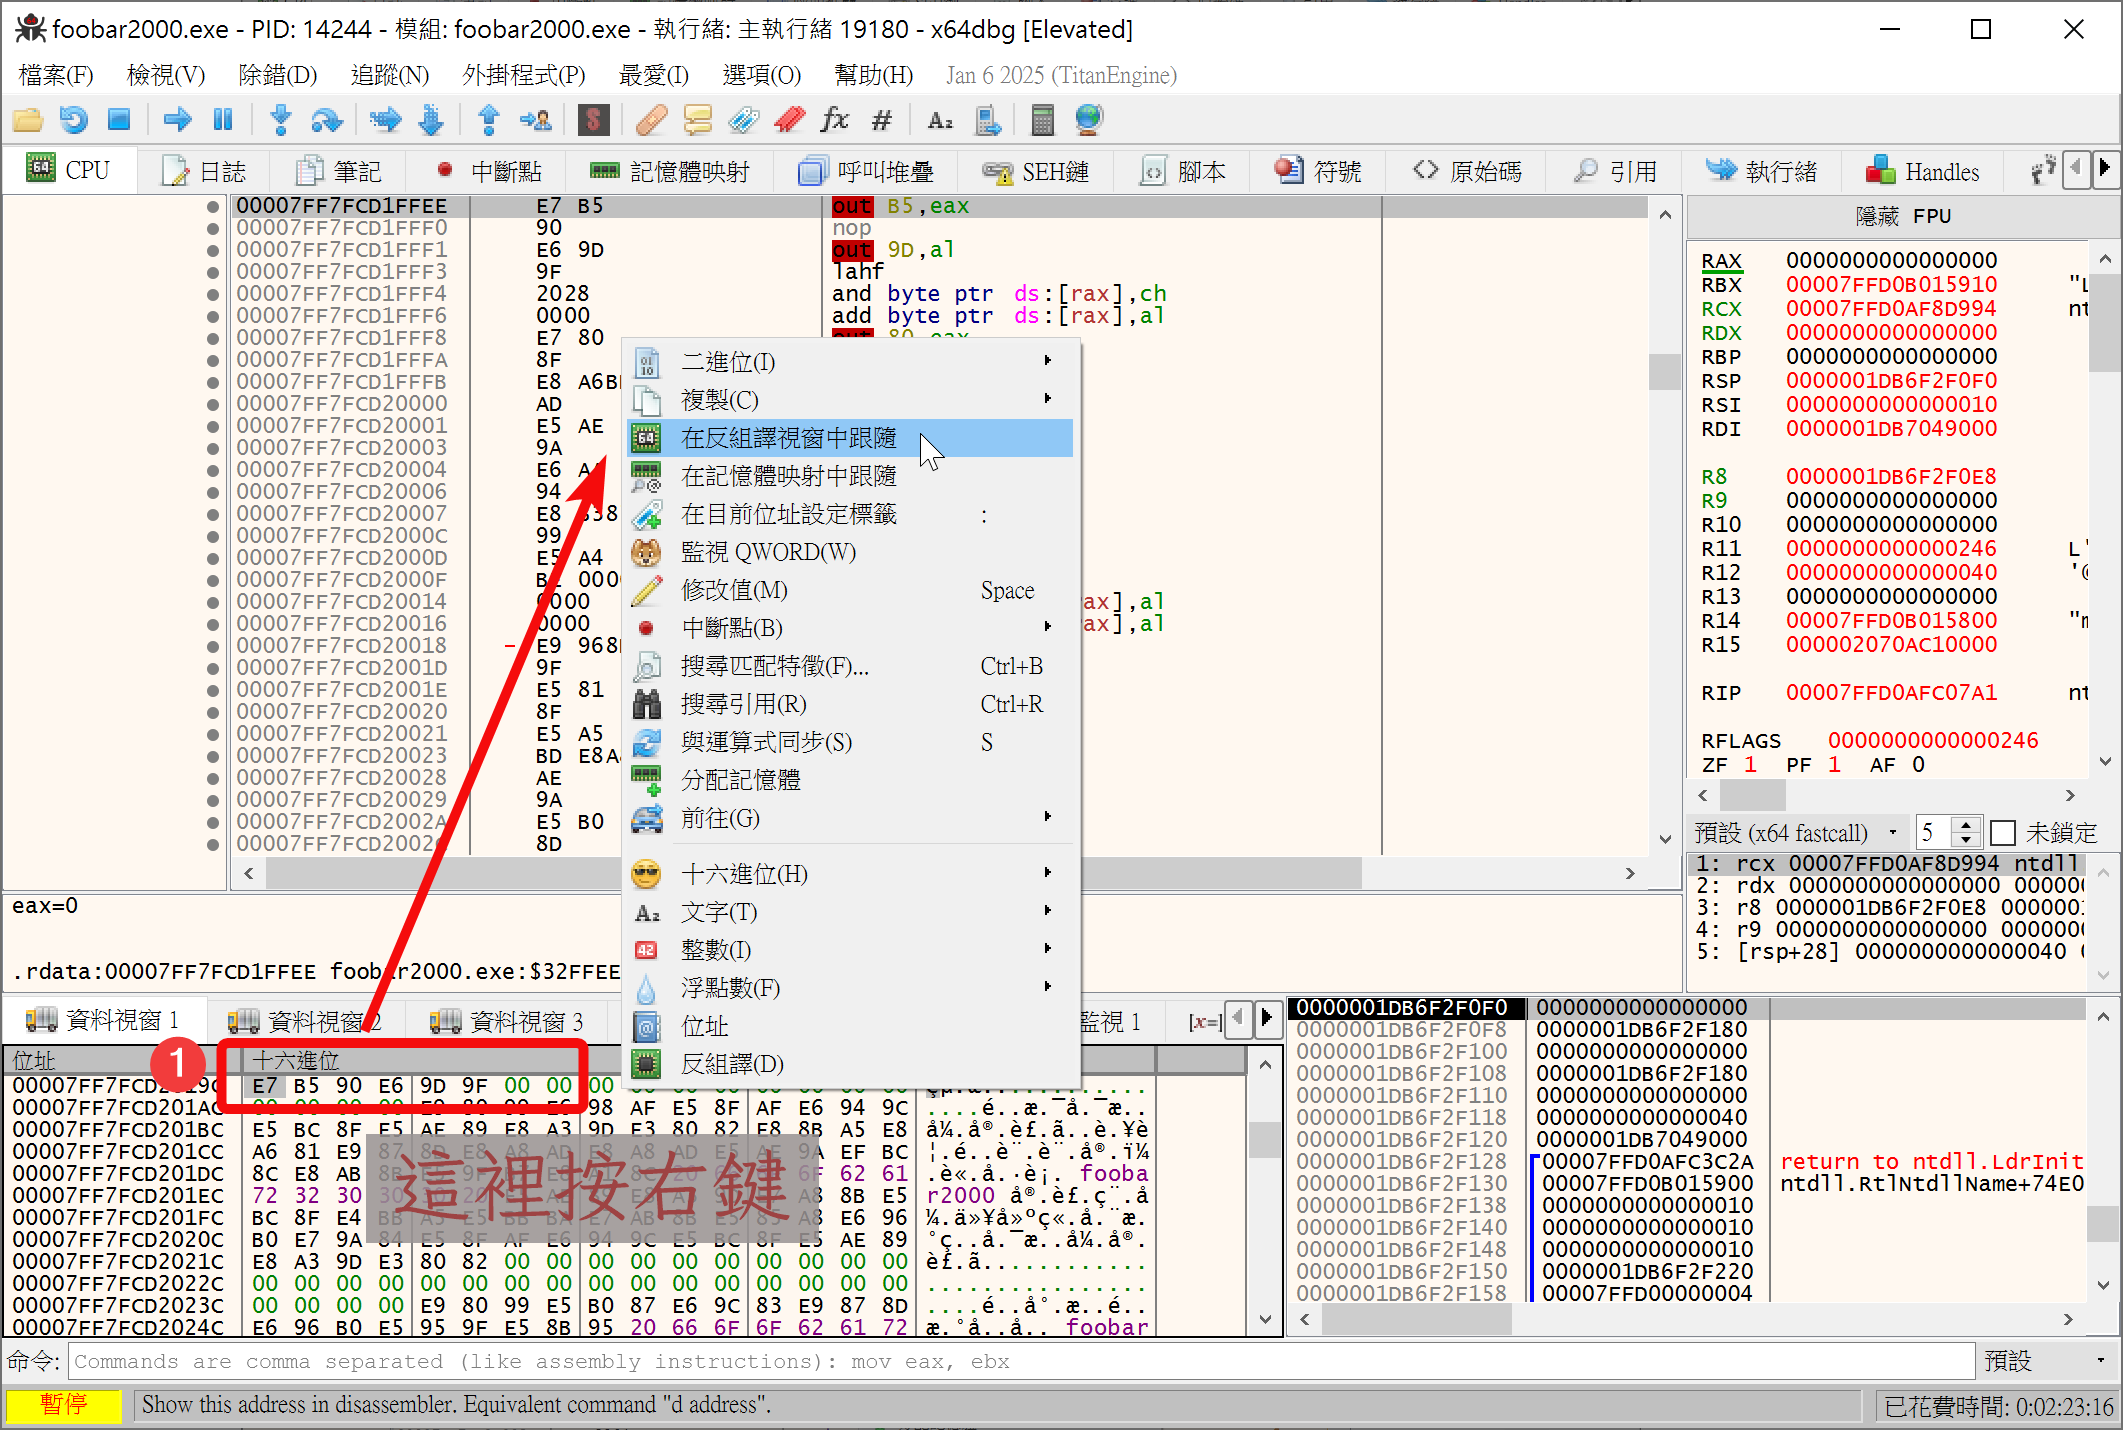 foobar2000.exe - PID: 14244 - 模組: foobar2000.exe - 執行緒: 主執行緒 19180 - x64dbg [Elevated]
檔案(F) 檢視(V) 除錯(D) 追蹤(N) 外掛程式(P) 最愛(I) 選項(O) 幫助(H) Jan 6 2025 (TitanEngine)
CPU 日誌 筆記 中斷點 記憶體映射 呼叫堆疊 SEH鏈 腳本 符號 原始碼 引用 執行緒 Handles
00007FF7FCD1FFEE E7 B5 out B5,eax
00007FF7FCD1FFF0 90 nop
00007FF7FCD1FFF1 E6 9D out 9D,al
00007FF7FCD1FFF3 9F lahf
00007FF7FCD1FFF4 2028 and byte ptr ds:[rax],ch
00007FF7FCD1FFF6 0000 add byte ptr ds:[rax],al
00007FF7FCD1FFF8 E7 80 out 80,eax
00007FF7FCD1FFFA 8F
00007FF7FCD1FFFB E8
00007FF7FCD20000 AD
00007FF7FCD20001 E5 AE
00007FF7FCD20003 9A
00007FF7FCD20004 E6
00007FF7FCD20006 94
00007FF7FCD20007 E8
00007FF7FCD2000C 99
00007FF7FCD2000D E5 A4
00007FF7FCD2000F
00007FF7FCD20014 0000 ax],al
00007FF7FCD20016 0000 ax],al
00007FF7FCD20018 E9
00007FF7FCD2001D 9F
00007FF7FCD2001E E5 81
00007FF7FCD20020 8F
00007FF7FCD20021 E5 A5
00007FF7FCD20023 BD
00007FF7FCD20028 AE
00007FF7FCD20029 9A
00007FF7FCD2002A E5 B0
8D
二進位(I)
複製(C)
在反組譯視窗中跟隨
在記憶體映射中跟隨
在目前位址設定標籤 :
監視 QWORD(W)
修改值(M) Space
中斷點(B)
搜尋匹配特徵(F)... Ctrl+B
搜尋引用(R) Ctrl+R
與運算式同步(S) S
分配記憶體
前往(G)
十六進位(H)
文字(T)
整數(I)
浮點數(F)
位址
反組譯(D)
隱藏 FPU
RAX 0000000000000000
RBX 00007FFD0B015910 "L
RCX 00007FFD0AF8D994 nt
RDX 0000000000000000
RBP 0000000000000000
RSP 0000001DB6F2F0F0
RSI 0000000000000010
RDI 0000001DB7049000
R8 0000001DB6F2F0E8
R9 0000000000000000
R10 0000000000000000
R11 0000000000000246 L'
R12 0000000000000040 '@
R13 0000000000000000
R14 00007FFD0B015800
R15 000002070AC10000
RIP 00007FFD0AFC07A1 nt
RFLAGS 0000000000000246
ZF 1 PF 1 AF 0
預設 (x64 fastcall) 5 未鎖定
1: rcx 00007FFD0AF8D994 ntdll
2: rdx 0000000000000000
3: r8 0000001DB6F2F0E8
4: r9 0000000000000000
5: [rsp+28] 0000000000000040
eax=0
.rdata:00007FF7FCD1FFEE foobar2000.exe:$32FFEE
資料視窗 1 資料視窗 2 資料視窗 3 監視 1 [x=]
位址 十六進位
1
E7 B5 90 E6 9D 9F 00 00 00
00007FF7FCD201AC 98 AF E5 8F AF E6 94 9C
00007FF7FCD201BC E5 BC 8F E5 AE 89 E8 A3 9D E3 80 82 E8 8B A5 E8
00007FF7FCD201CC A6 81 E9
00007FF7FCD201DC 8C E8 AB 62 61 fooba
00007FF7FCD201EC 72 32 30 8B E5 r2000
00007FF7FCD201FC BC 8F E4 E6 96
00007FF7FCD2020C B0 E7 AE 89
00007FF7FCD2021C E8 A3 9D E3 80 82 00 00 00 00 00 00 00 00 00 00
00007FF7FCD2022C 00 00 00 00 00 00 00 00 00 00 00 00 00 00 00 00
00007FF7FCD2023C 00 00 00 00 E9 80 99 E5 B0 87 E6 9C 83 E9 87 8D
00007FF7FCD2024C E6 96 B0 E5 95 9F E5 8B 95 20 66 6F 6F 62 61 72 foobar
這裡按右鍵
0000001DB6F2F0F0 0000000000000000
0000001DB6F2F0F8 0000001DB6F2F180
0000001DB6F2F100 0000000000000000
0000001DB6F2F108 0000001DB6F2F180
0000001DB6F2F110 0000000000000000
0000001DB6F2F118 0000000000000040
0000001DB6F2F120 0000001DB7049000
0000001DB6F2F128 00007FFD0AFC3C2A return to ntdll.LdrInit
0000001DB6F2F130 00007FFD0B015900 ntdll.RtlNtdllName+74E0
0000001DB6F2F138 0000000000000010
0000001DB6F2F140 0000000000000010
0000001DB6F2F148 0000000000000010
0000001DB6F2F150 0000001DB6F2F220
0000001DB6F2F158 00007FFD00000004
命令: Commands are comma separated (like assembly instructions): mov eax, ebx 預設
暫停 Show this address in disassembler. Equivalent command "d address". 已花費時間: 0:02:23:16